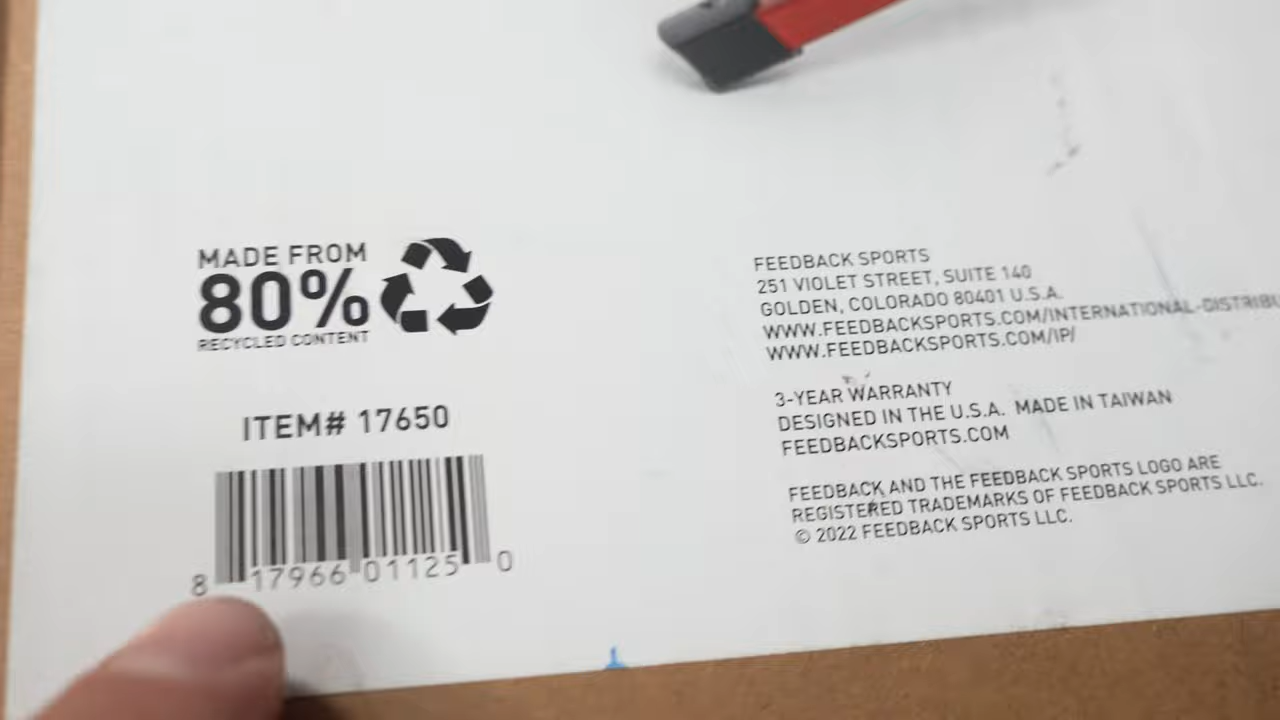 MADE FROM
80%
RECYCLED CONTENT
ITEM# 17650
8 17966 01125 0
FEEDBACK SPORTS
251 VIOLET STREET, SUITE 140
GOLDEN, COLORADO 80401 U.S.A.
WWW.FEEDBACKSPORTS.COM/INTERNATIONAL-DISTRIBU
WWW.FEEDBACKSPORTS.COM/IP/
3-YEAR WARRANTY
DESIGNED IN THE U.S.A. MADE IN TAIWAN
FEEDBACKSPORTS.COM
FEEDBACK AND THE FEEDBACK SPORTS LOGO ARE
REGISTERED TRADEMARKS OF FEEDBACK SPORTS LLC.
© 2022 FEEDBACK SPORTS LLC.